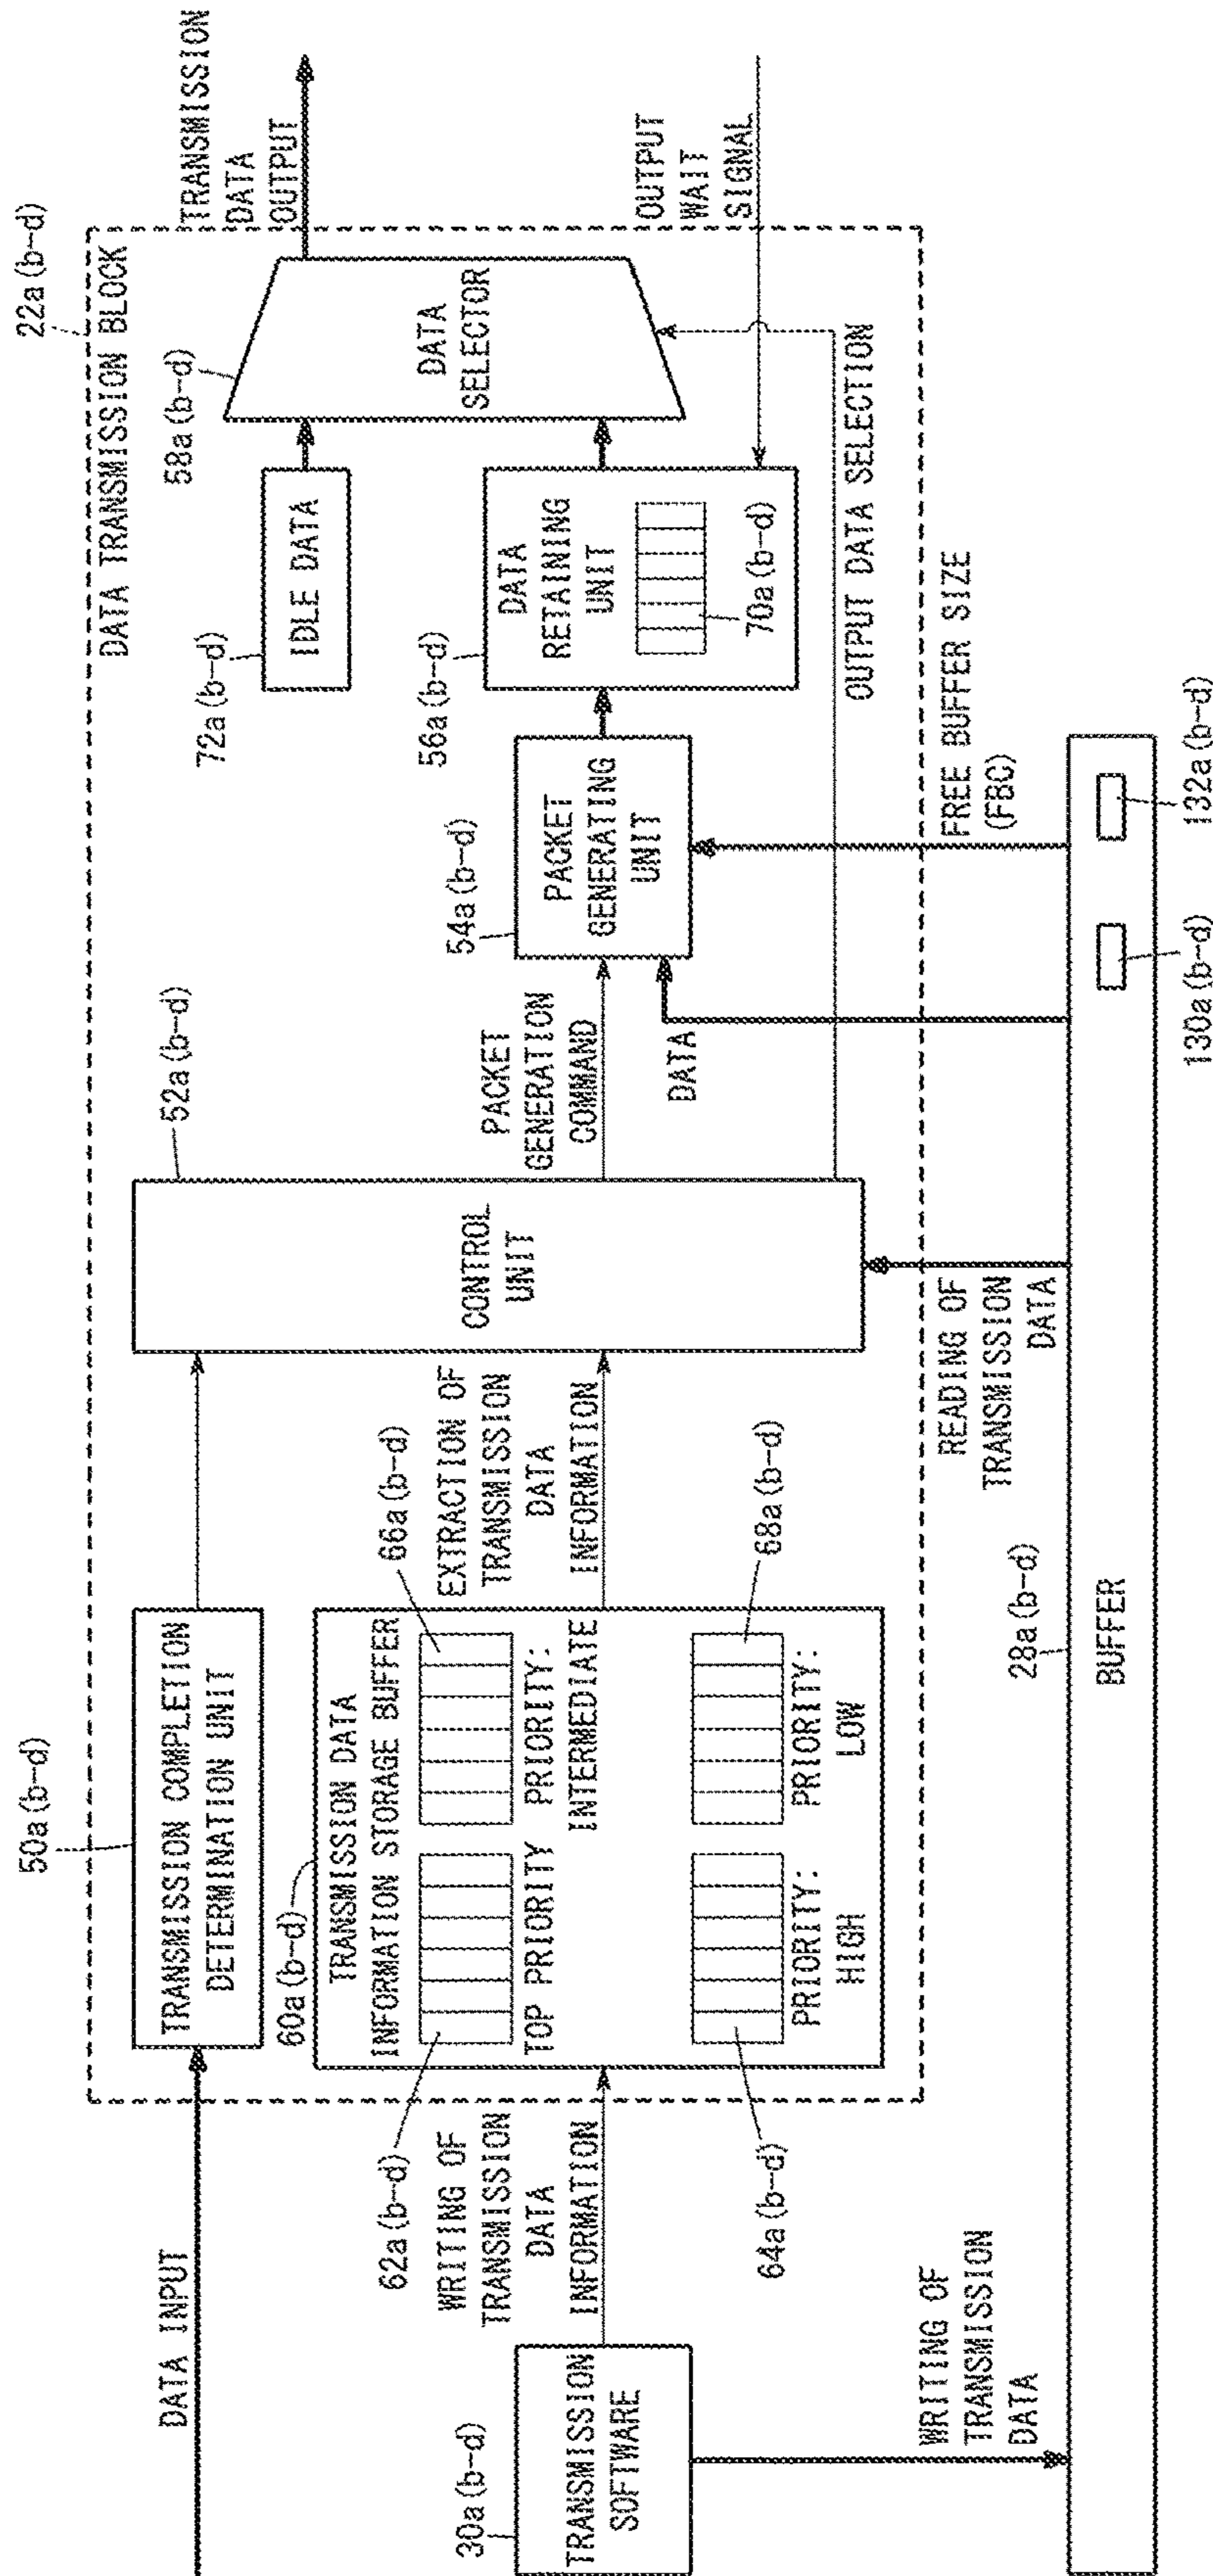 22a(b-d)
DATA TRANSMISSION BLOCK
50a(b-d)
DATA INPUT
TRANSMISSION COMPLETION
DETERMINATION UNIT
52a(b-d)
CONTROL
UNIT
72a(b-d)
IDLE DATA
58a(b-d)
DATA
SELECTOR
TRANSMISSION
DATA
OUTPUT
60a(b-d)
TRANSMISSION DATA
INFORMATION STORAGE BUFFER
62a(b-d)
TOP PRIORITY
66a(b-d)
PRIORITY:
INTERMEDIATE
64a(b-d)
PRIORITY:
HIGH
68a(b-d)
PRIORITY:
LOW
30a(b-d)
TRANSMISSION
SOFTWARE
WRITING OF
TRANSMISSION
DATA
INFORMATION
EXTRACTION OF
TRANSMISSION
DATA
INFORMATION
PACKET
GENERATION
COMMAND
54a(b-d)
PACKET
GENERATING
UNIT
DATA
56a(b-d)
DATA
RETAINING
UNIT
70a(b-d)
OUTPUT
WAIT
SIGNAL
OUTPUT DATA SELECTION
WRITING OF
TRANSMISSION
DATA
READING OF
TRANSMISSION
DATA
FREE BUFFER SIZE
(FBC)
28a(b-d)
BUFFER
130a(b-d)
132a(b-d)